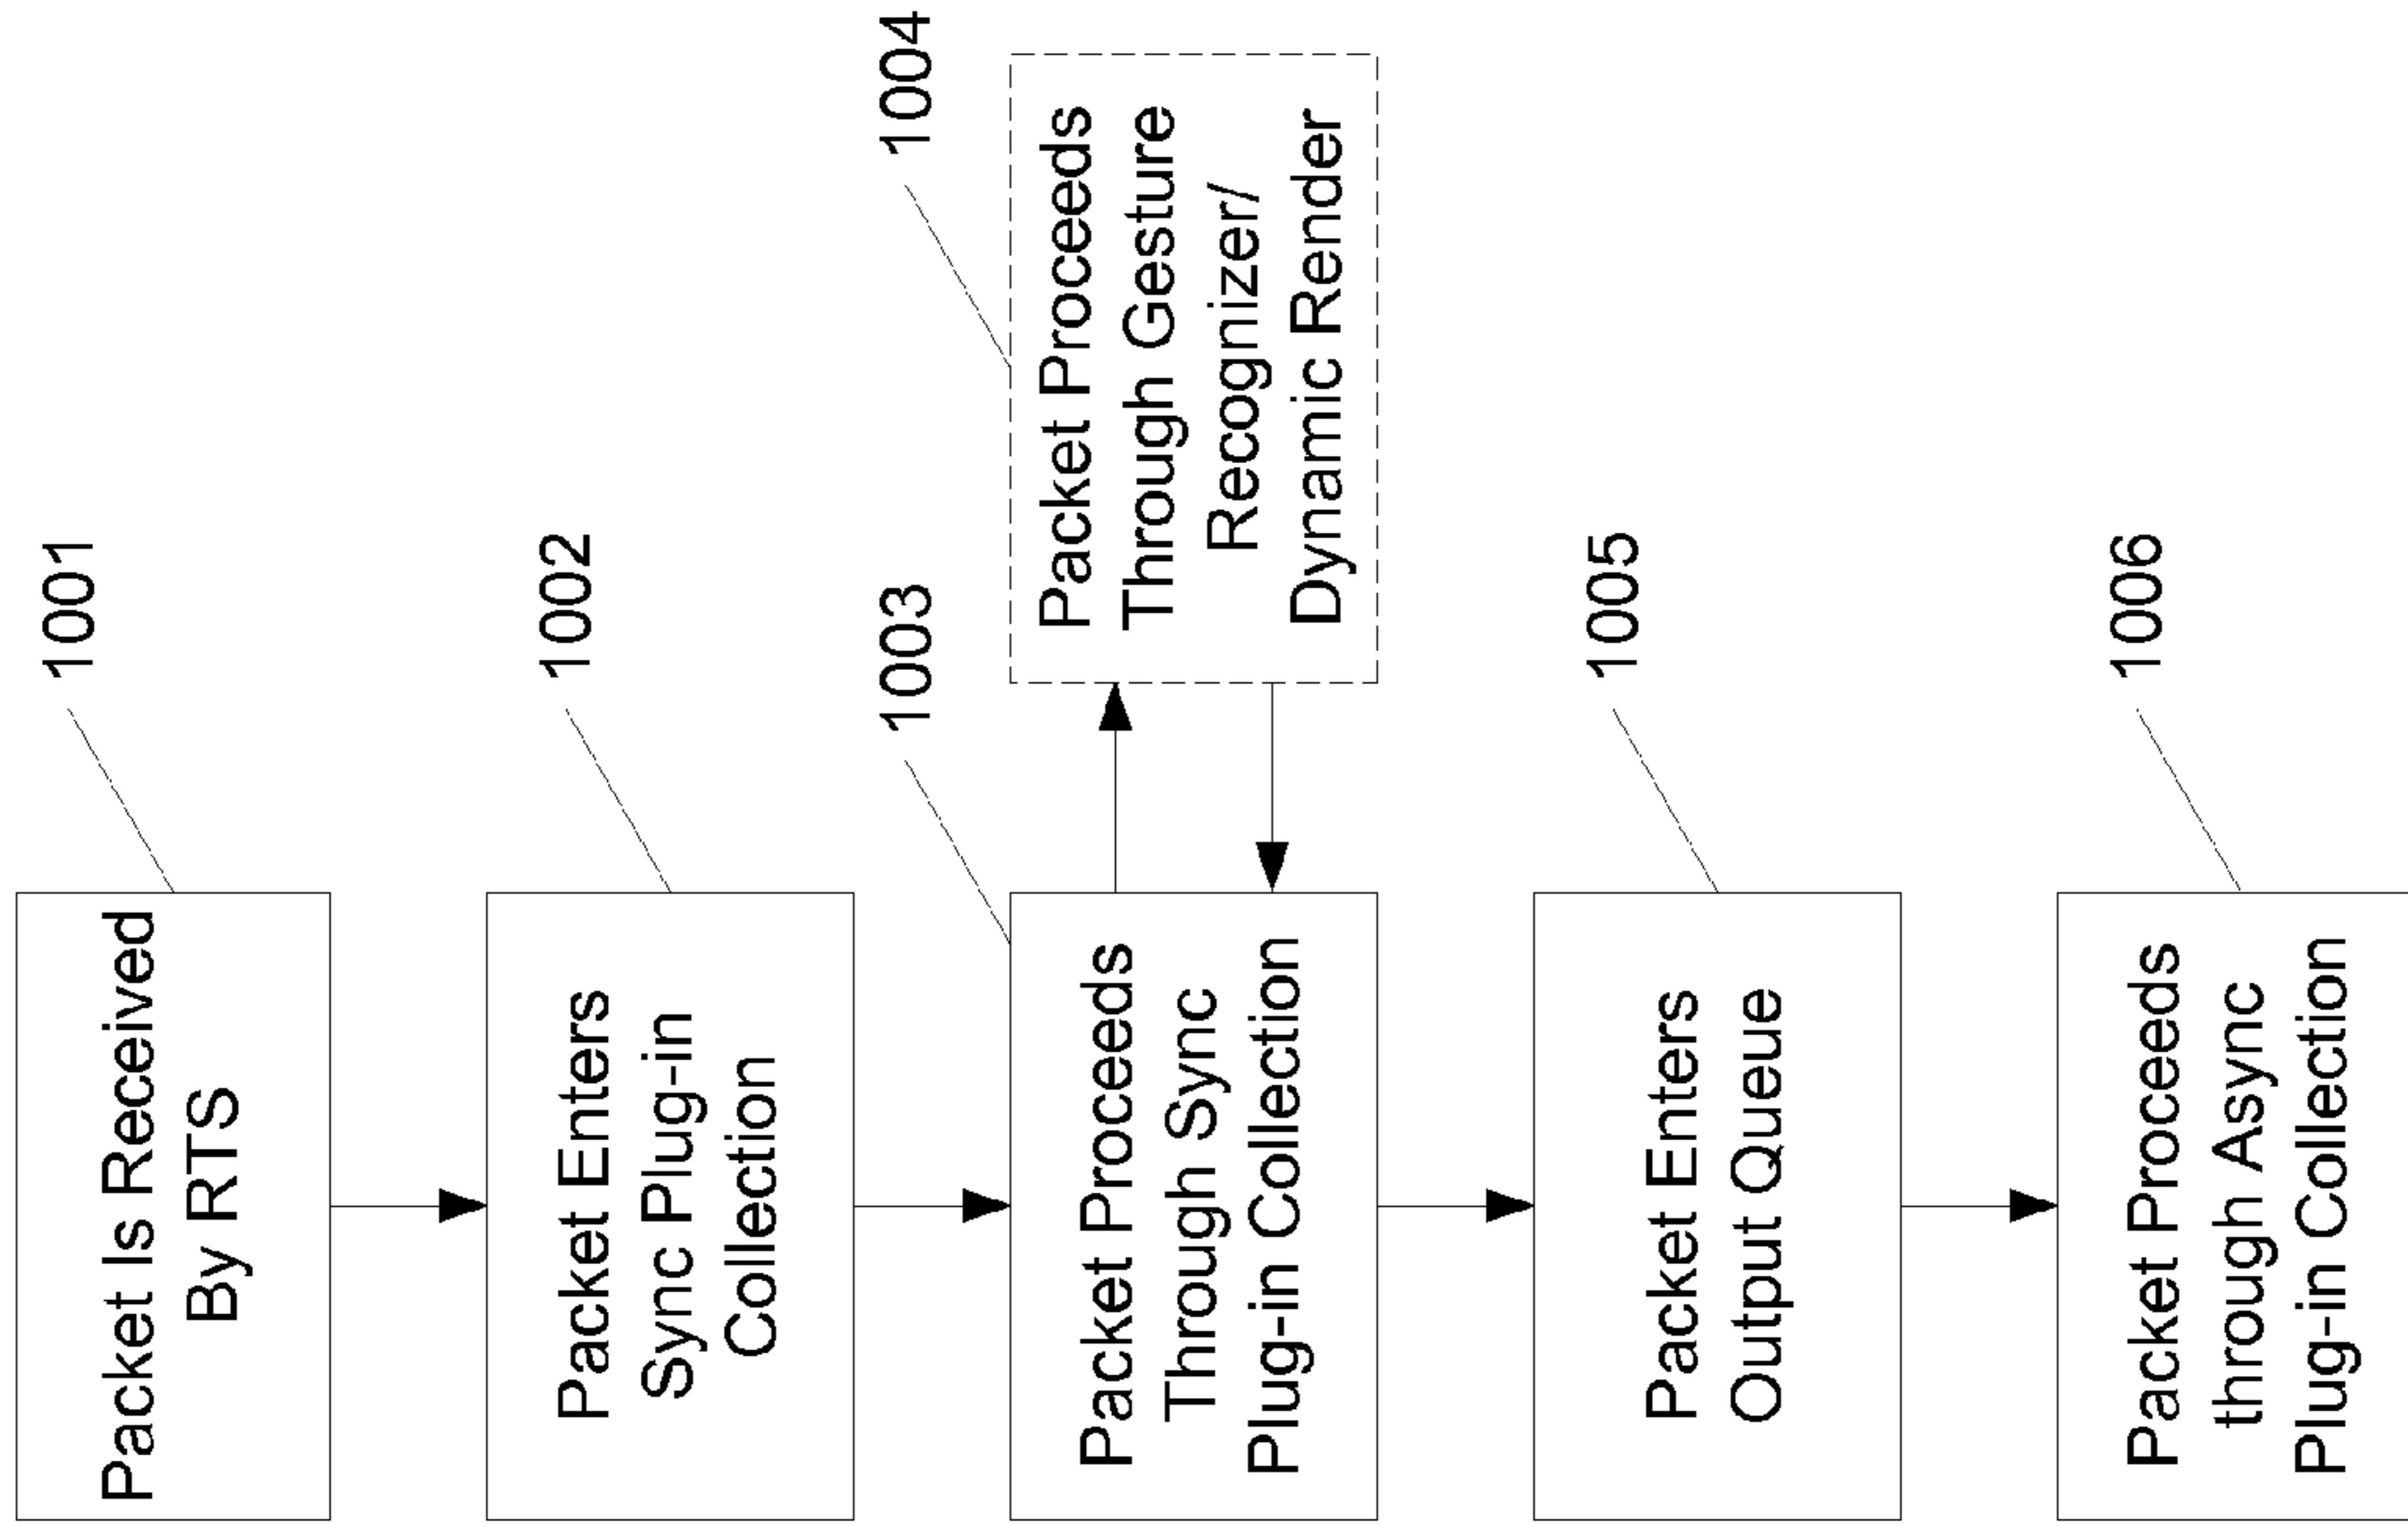 1001
Packet Is Received
By RTS
1002
Packet Enters
Sync Plug-in
Collection
1003
Packet Proceeds
Through Sync
Plug-in Collection
1004
Packet Proceeds
Through Gesture
Recognizer/
Dynamic Render
1005
Packet Enters
Output Queue
1006
Packet Proceeds
through Async
Plug-in Collection